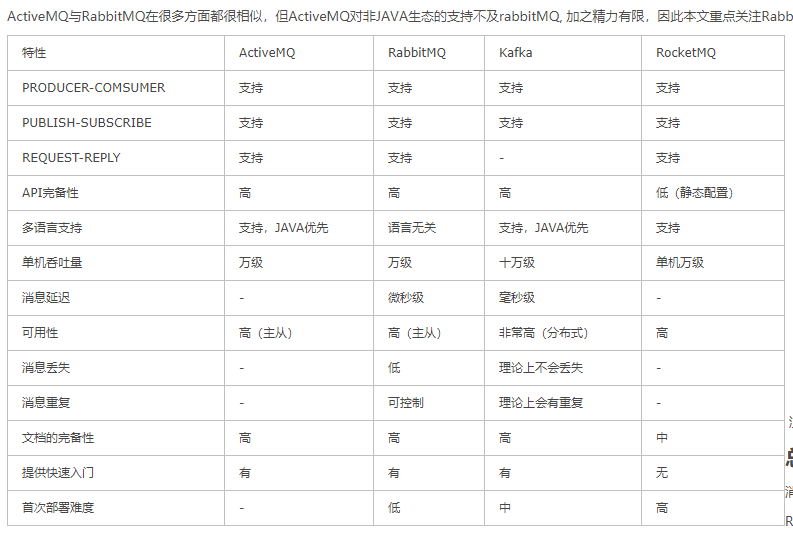 ActiveMQ与RabbitMQ在很多方面都很相似，但ActiveMQ对非JAVA生态的支持不及rabbitMQ, 加之精力有限，因此本文重点关注Rabb
特性 ActiveMQ RabbitMQ Kafka RocketMQ
PRODUCER-COMSUMER 支持 支持 支持 支持
PUBLISH-SUBSCRIBE 支持 支持 支持 支持
REQUEST-REPLY 支持 支持 - 支持
API完备性 高 高 高 低（静态配置）
多语言支持 支持，JAVA优先 语言无关 支持，JAVA优先 支持
单机吞吐量 万级 万级 十万级 单机万级
消息延迟 - 微秒级 毫秒级 -
可用性 高（主从） 高（主从） 非常高（分布式） 高
消息丢失 - 低 理论上不会丢失 -
消息重复 - 可控制 理论上会有重复 -
文档的完备性 高 高 高 中
提供快速入门 有 有 有 无
首次部署难度 - 低 中 高
R